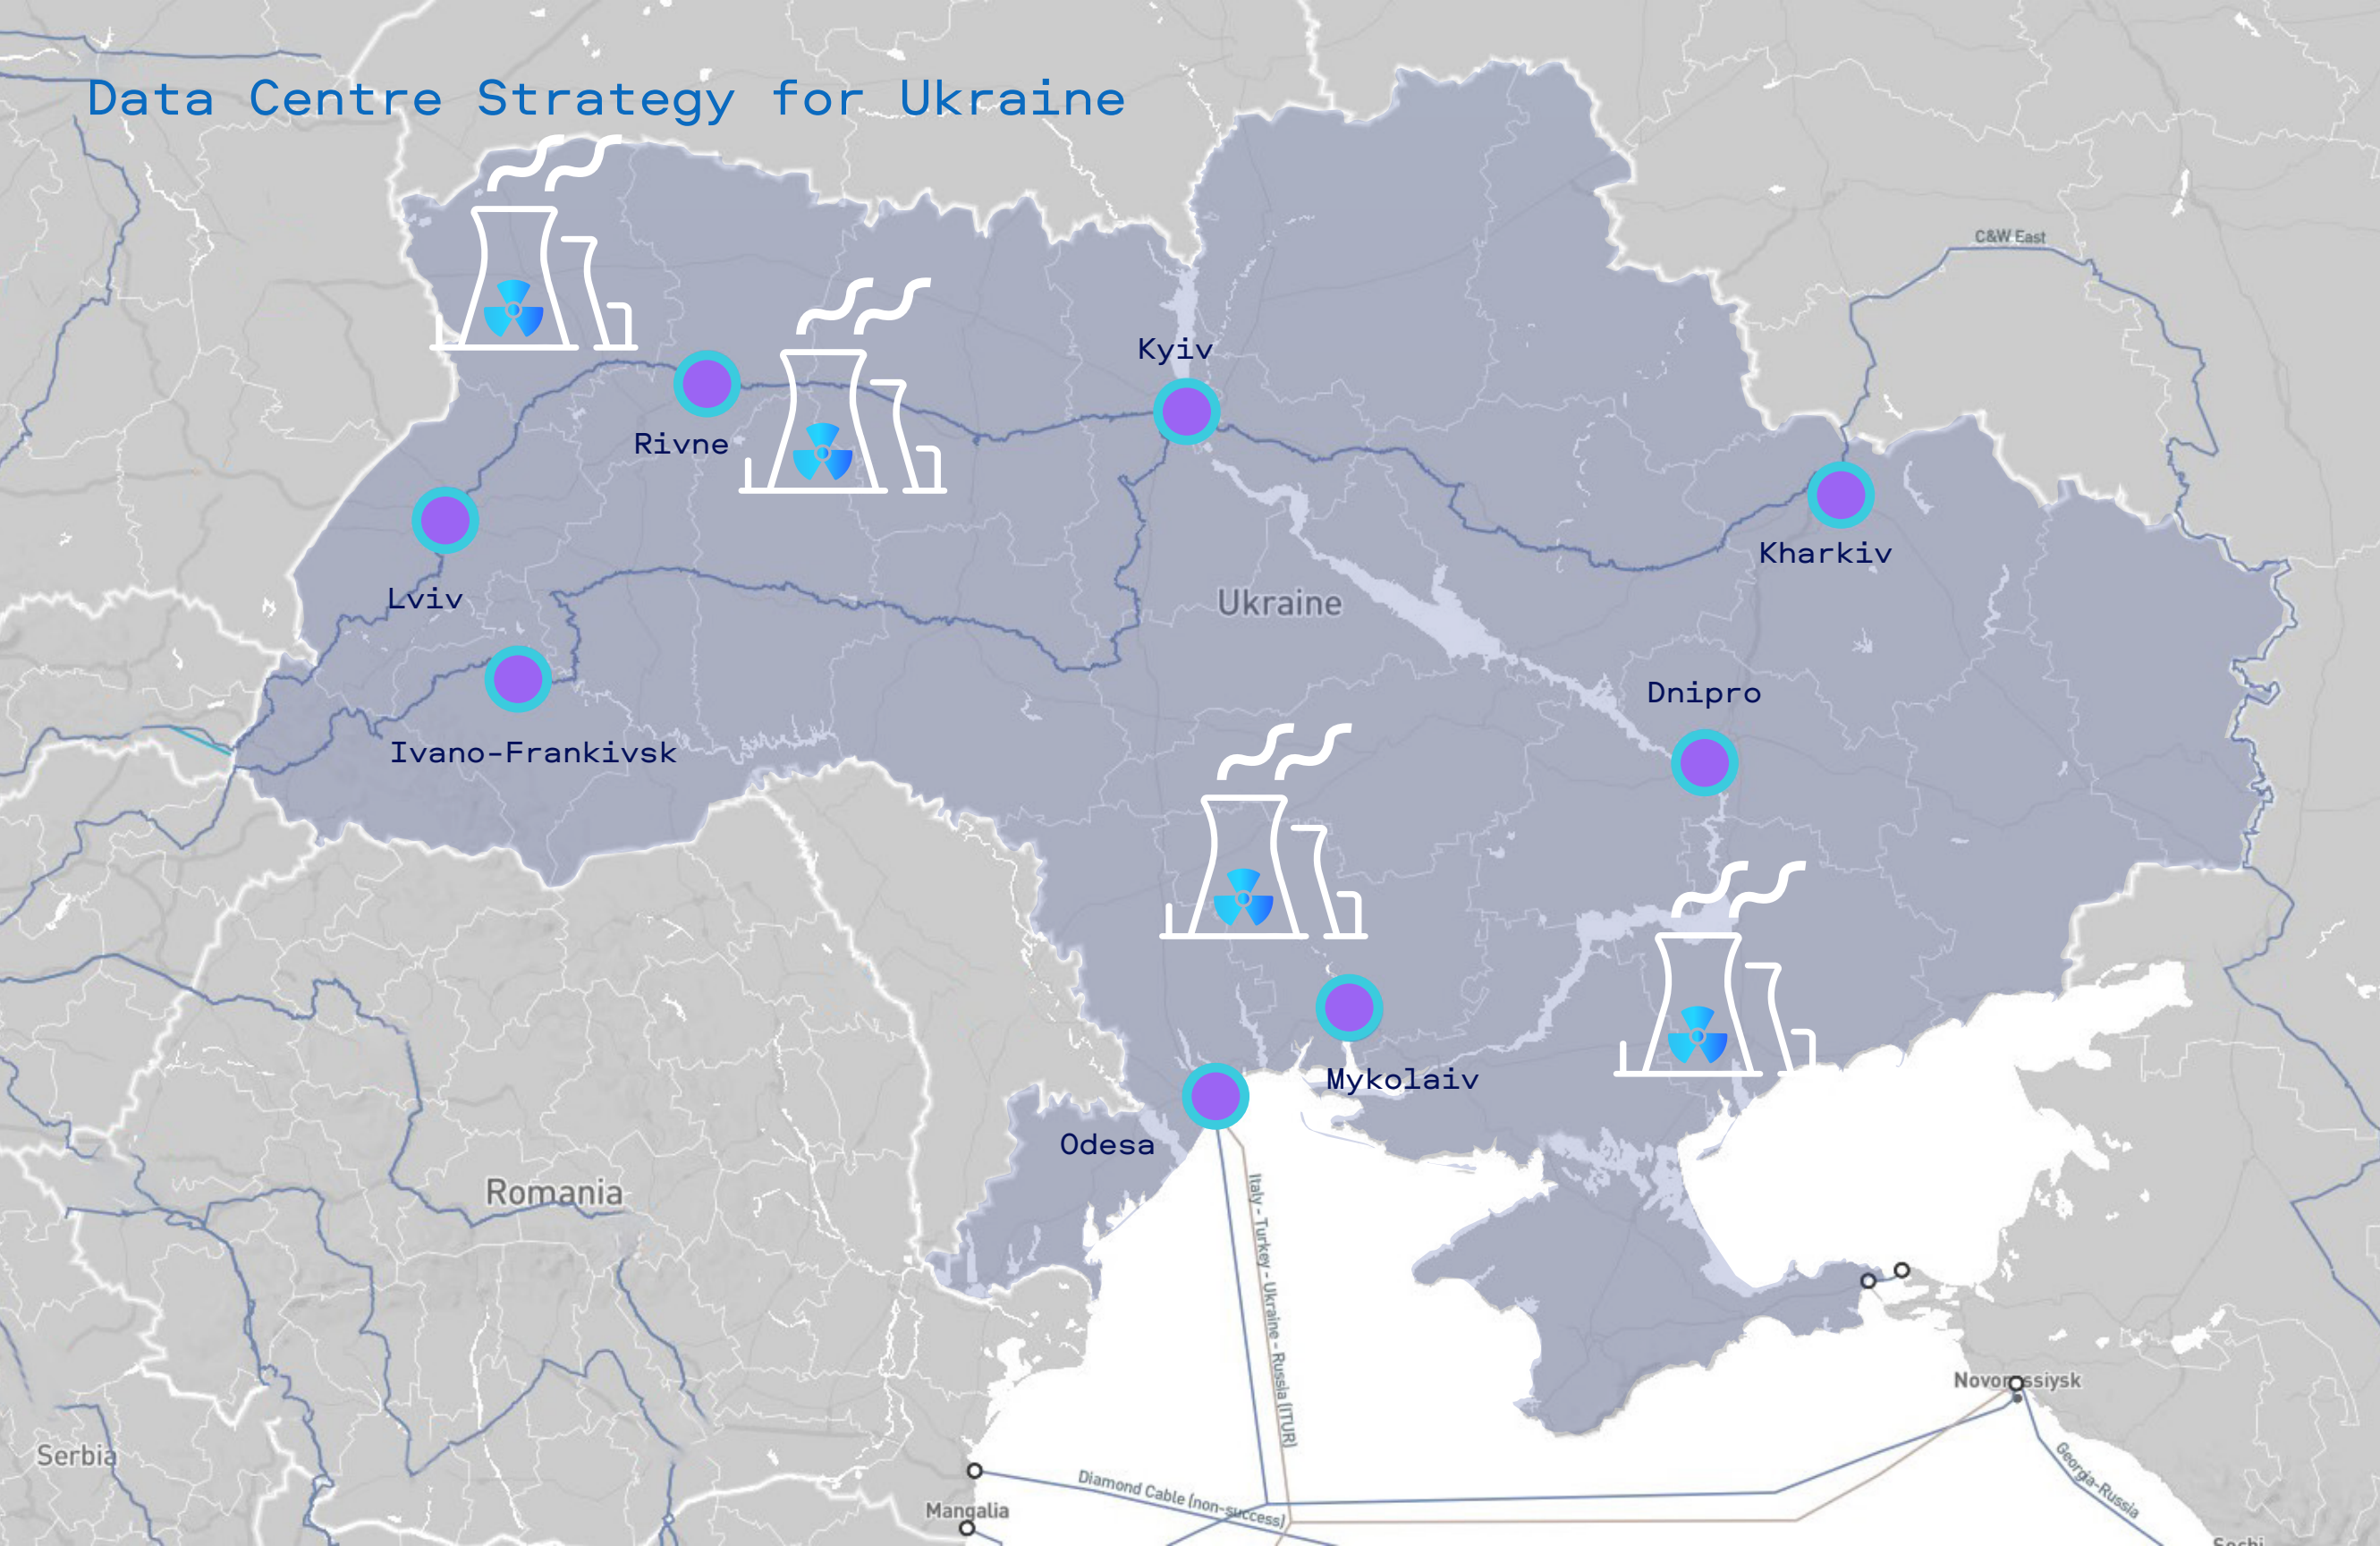 Data Centre Strategy for Ukraine
C&W East
Kyiv
Rivne
Kharkiv
Lviv
Ukraine
Dnipro
Ivano-Frankivsk
Mykolaiv
Odesa
Romania
Italy - Turkey - Ukraine - Russia (ITUR)
Novorossiysk
Serbia
Georgia-Russia
Diamond Cable (non-success)
Mangalia
Sochi